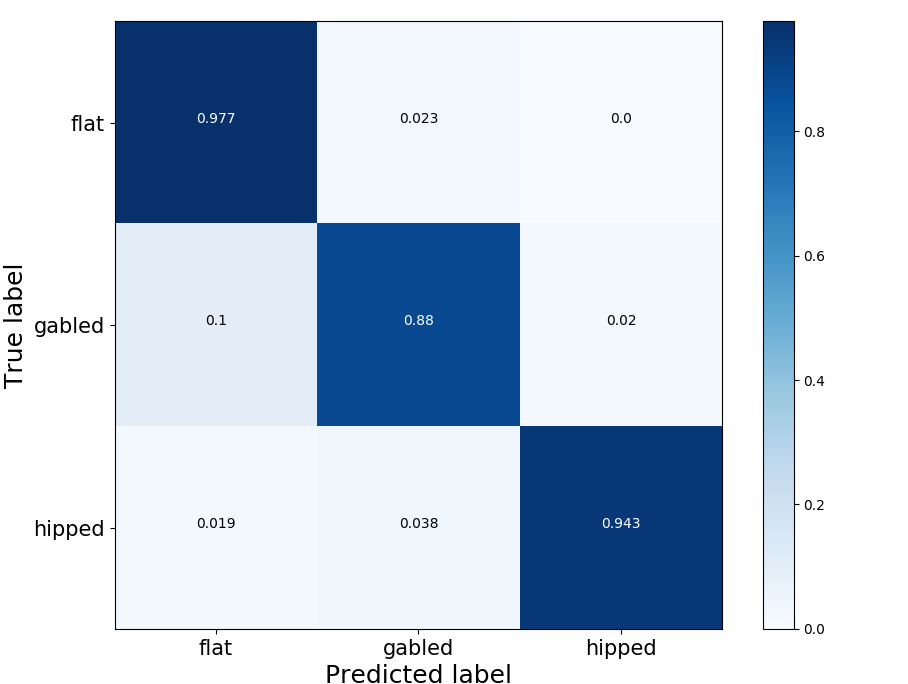 flat 0.977 0.023 0.0
gabled 0.1 0.88 0.02
hipped 0.019 0.038 0.943
flat gabled hipped
Predicted label
True label
0.8
0.6
0.4
0.2
0.0